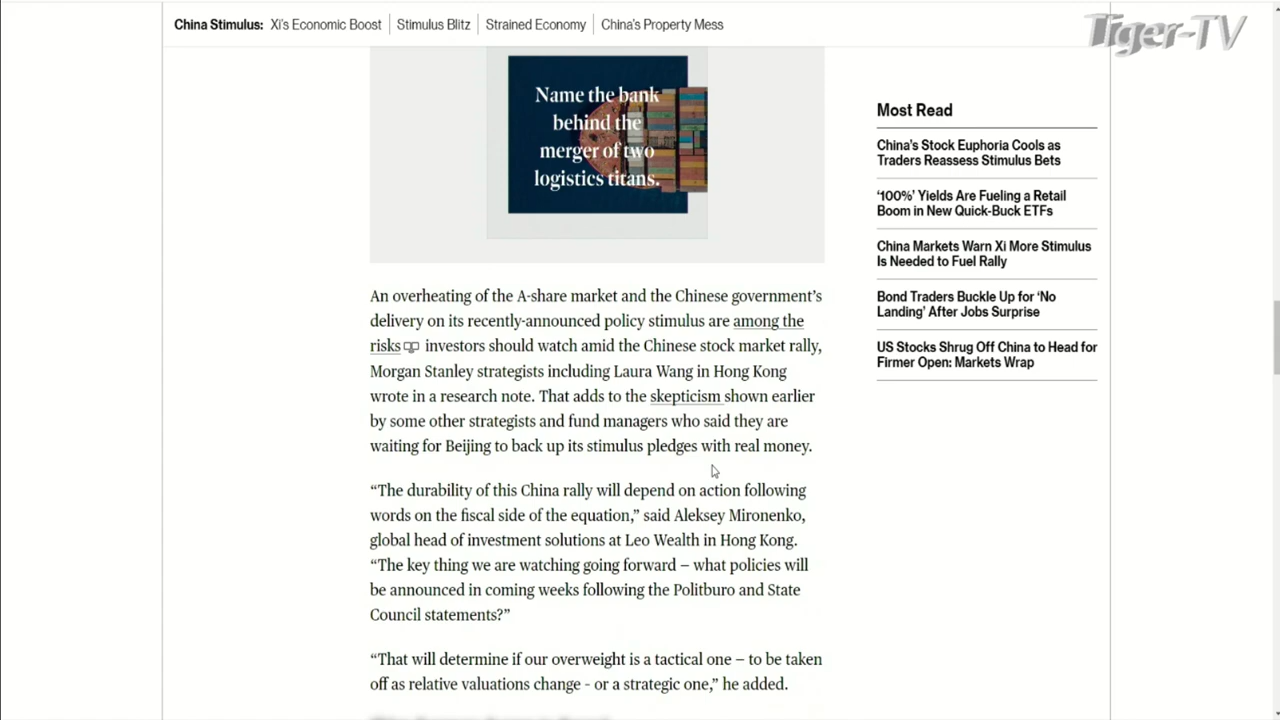 China Stimulus: Xi's Economic Boost | Stimulus Blitz | Strained Economy | China's Property Mess
Tiger-TV
Name the bank
behind the
merger of two
logistics titans.
An overheating of the A-share market and the Chinese government's
delivery on its recently-announced policy stimulus are among the
risks investors should watch amid the Chinese stock market rally,
Morgan Stanley strategists including Laura Wang in Hong Kong
wrote in a research note. That adds to the skepticism shown earlier
by some other strategists and fund managers who said they are
waiting for Beijing to back up its stimulus pledges with real money.
“The durability of this China rally will depend on action following
words on the fiscal side of the equation,” said Aleksey Mironenko,
global head of investment solutions at Leo Wealth in Hong Kong.
“The key thing we are watching going forward – what policies will
be announced in coming weeks following the Politburo and State
Council statements?”
“That will determine if our overweight is a tactical one – to be taken
off as relative valuations change - or a strategic one,” he added.
Most Read
China's Stock Euphoria Cools as
Traders Reassess Stimulus Bets
‘100%’ Yields Are Fueling a Retail
Boom in New Quick-Buck ETFs
China Markets Warn Xi More Stimulus
Is Needed to Fuel Rally
Bond Traders Buckle Up for ‘No
Landing’ After Jobs Surprise
US Stocks Shrug Off China to Head for
Firmer Open: Markets Wrap